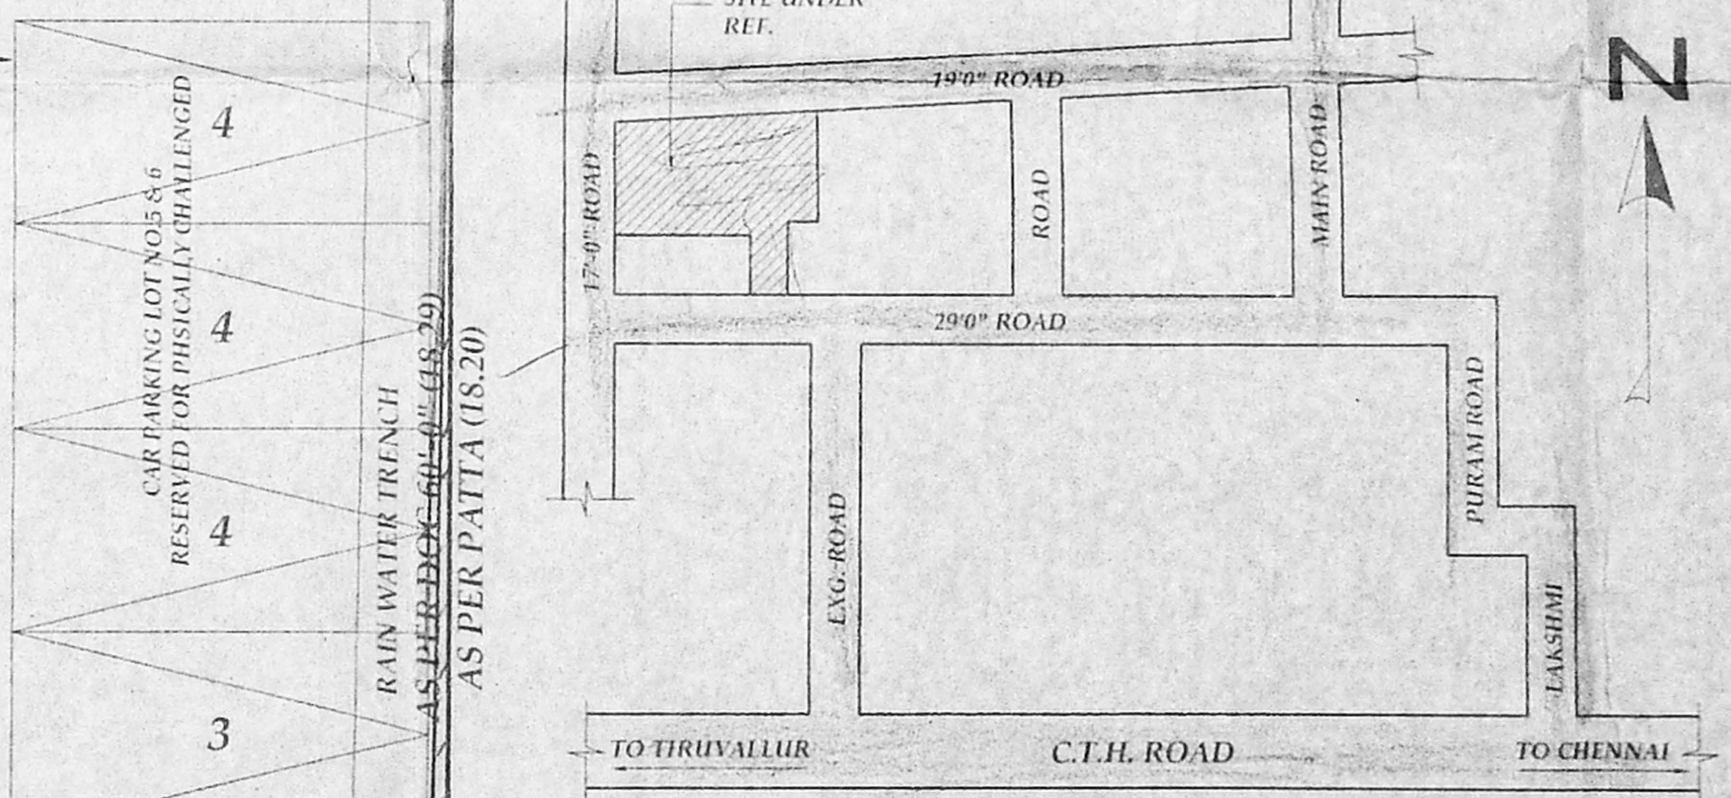 SITE UNDER
REF.
19'0" ROAD
N
4
CAR PARKING LOT NO.5 & 6
RESERVED FOR PHSICALLY CHALLENGED
17'-0" ROAD
ROAD
MAIN ROAD
4
29'0" ROAD
RAIN WATER TRENCH
AS PER DOC 60'-0" (18.29)
AS PER PATTA (18.20)
PURAM ROAD
4
EXG. ROAD
LAKSHMI
3
TO TIRUVALLUR
C.T.H. ROAD
TO CHENNAI